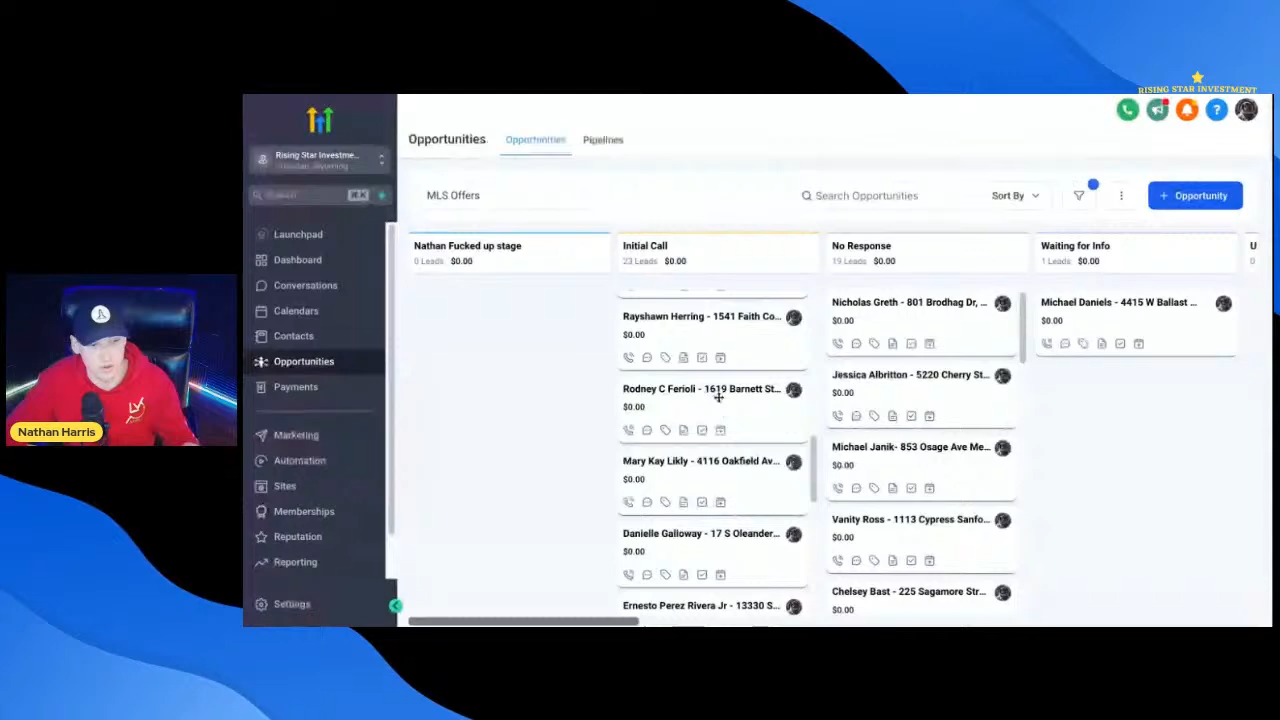 RISING STAR INVESTMENT
Opportunities
Opportunities
Pipelines
Rising Star Investme...
MLS Offers
Search Opportunities
Sort By
+ Opportunity
Launchpad
Dashboard
Conversations
Calendars
Contacts
Opportunities
Payments
Marketing
Automation
Sites
Memberships
Reputation
Reporting
Settings
Nathan Fucked up stage
0 Leads $0.00
Initial Call
23 Leads $0.00
Rayshawn Herring - 1541 Faith Co...
$0.00
Rodney C Ferioli - 1619 Barnett St...
$0.00
Mary Kay Likly - 4116 Oakfield Av...
$0.00
Danielle Galloway - 17 S Oleander...
$0.00
Ernesto Perez Rivera Jr - 13330 S...
No Response
19 Leads $0.00
Nicholas Greth - 801 Brodhag Dr, ...
$0.00
Jessica Albritton - 5220 Cherry St...
$0.00
Michael Janik- 853 Osage Ave Me...
$0.00
Vanity Ross - 1113 Cypress Sanfo...
$0.00
Chelsey Bast - 225 Sagamore Str...
$0.00
Waiting for Info
1 Leads $0.00
Michael Daniels - 4415 W Ballast ...
$0.00
U
0
Nathan Harris